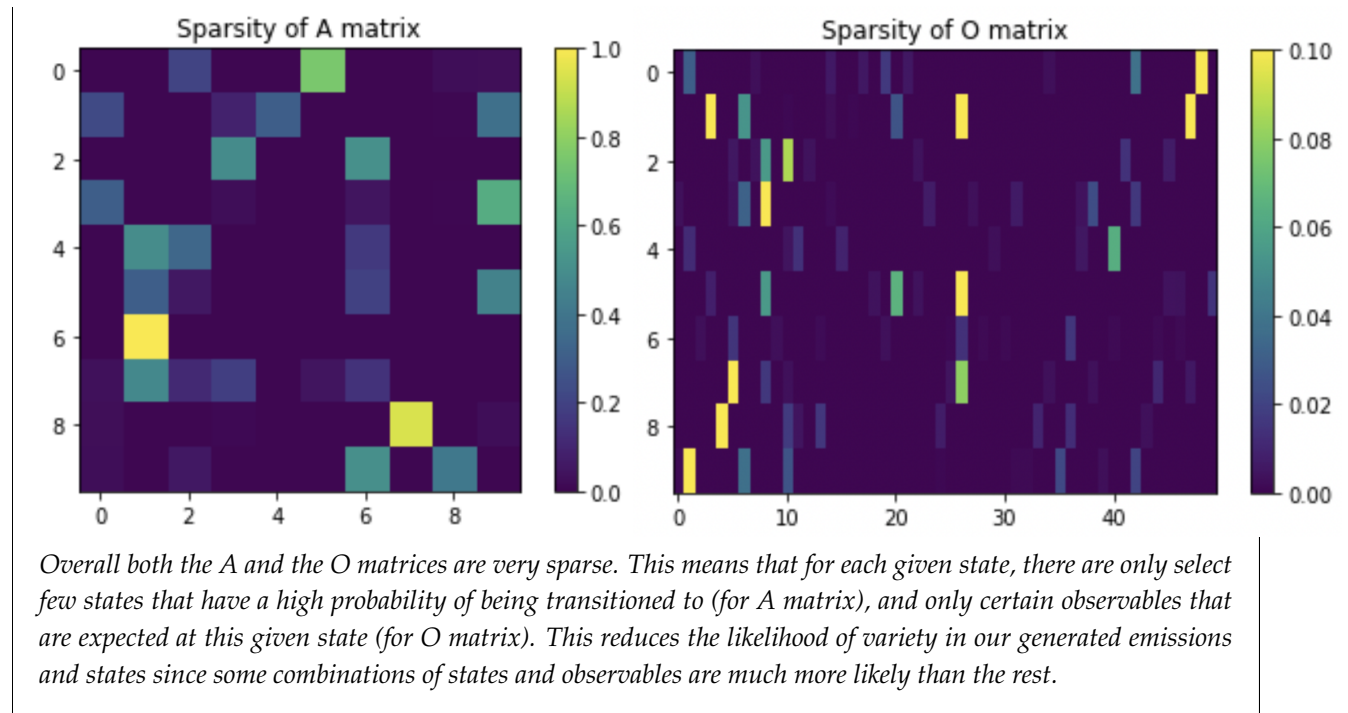 Sparsity of A matrix
0
2
4
6
8
0 2 4 6 8
1.0
0.8
0.6
0.4
0.2
0.0
Sparsity of O matrix
0
2
4
6
8
0 10 20 30 40
0.10
0.08
0.06
0.04
0.02
0.00
Overall both the A and the O matrices are very sparse. This means that for each given state, there are only select
few states that have a high probability of being transitioned to (for A matrix), and only certain observables that
are expected at this given state (for O matrix). This reduces the likelihood of variety in our generated emissions
and states since some combinations of states and observables are much more likely than the rest.